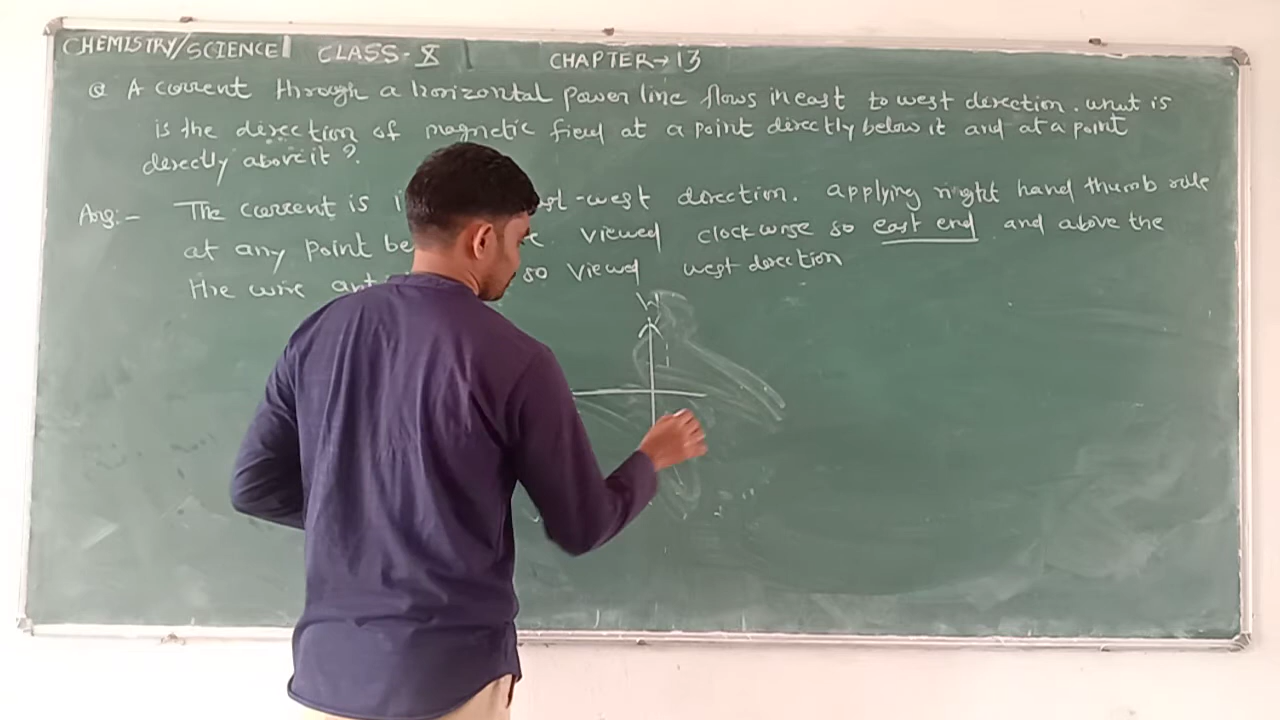 CHEMISTRY/SCIENCE CLASS-X CHAPTER→13
Q A current through a horizontal power line flows in east to west direction. what is
is the direction of magnetic field at a point directly below it and at a point
directly above it?
Ans:- The current is -west direction. applying right hand thumb rule
at any point viewed clockwise so east end and above the
the wire so viewed west direction
W